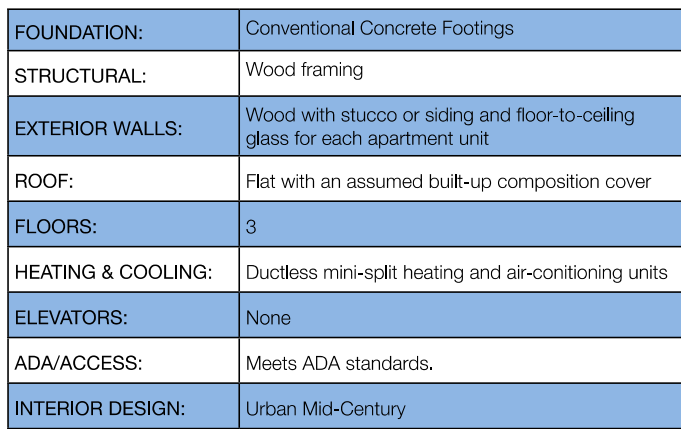 FOUNDATION: Conventional Concrete Footings
STRUCTURAL: Wood framing
EXTERIOR WALLS: Wood with stucco or siding and floor-to-ceiling
glass for each apartment unit
ROOF: Flat with an assumed built-up composition cover
FLOORS: 3
HEATING & COOLING: Ductless mini-split heating and air-conitioning units
ELEVATORS: None
ADA/ACCESS: Meets ADA standards.
INTERIOR DESIGN: Urban Mid-Century